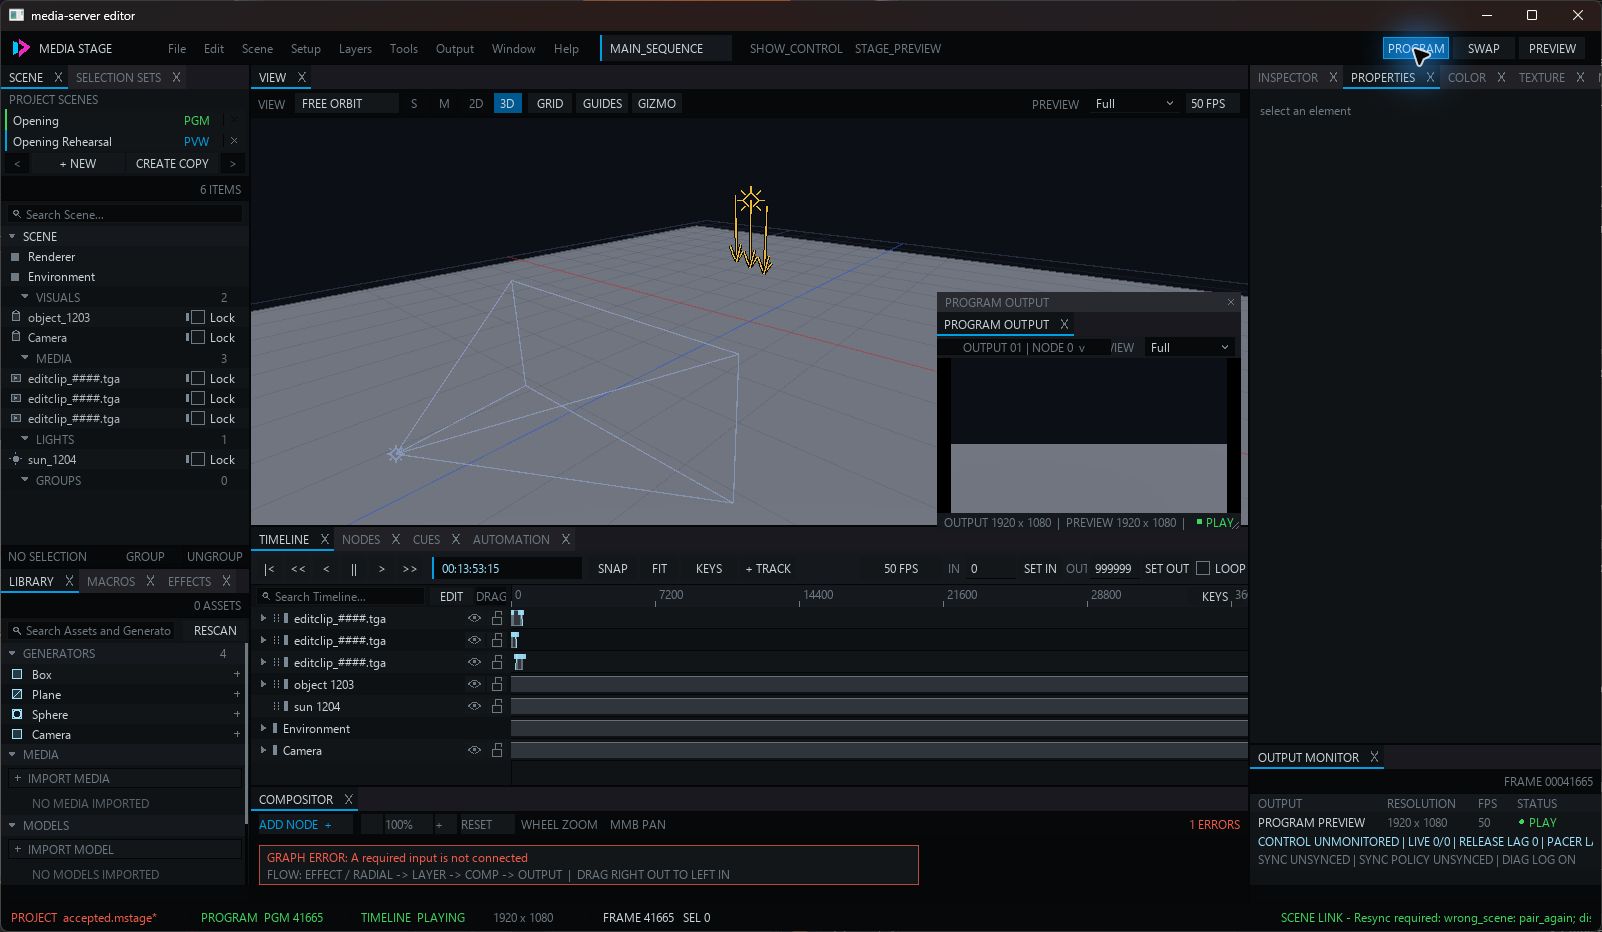 media-server editor
MEDIA STAGE File Edit Scene Setup Layers Tools Output Window Help MAIN_SEQUENCE SHOW_CONTROL STAGE_PREVIEW PROGRAM SWAP PREVIEW
SCENE X SELECTION SETS X
PROJECT SCENES
Opening PGM
Opening Rehearsal PVW ×
< + NEW CREATE COPY >
6 ITEMS
Search Scene...
SCENE
Renderer
Environment
VISUALS 2
object_1203 Lock
Camera Lock
MEDIA 3
editclip_####.tga Lock
editclip_####.tga Lock
editclip_####.tga Lock
LIGHTS 1
sun_1204 Lock
GROUPS 0
NO SELECTION GROUP UNGROUP
LIBRARY X MACROS X EFFECTS X
0 ASSETS
Search Assets and Generato RESCAN
GENERATORS 4
Box +
Plane +
Sphere +
Camera +
MEDIA
+ IMPORT MEDIA
NO MEDIA IMPORTED
MODELS
+ IMPORT MODEL
NO MODELS IMPORTED
VIEW X
VIEW FREE ORBIT S M 2D 3D GRID GUIDES GIZMO PREVIEW Full 50 FPS
PROGRAM OUTPUT ×
PROGRAM OUTPUT X
OUTPUT 01 | NODE 0 v /IEW Full
OUTPUT 1920 x 1080 | PREVIEW 1920 x 1080 | PLAY
TIMELINE X NODES X CUES X AUTOMATION X
|< << < || > >> 00:13:53:15 SNAP FIT KEYS + TRACK 50 FPS IN 0 SET IN OUT 999999 SET OUT LOOP
Search Timeline... EDIT DRAG 0 7200 14400 21600 28800 KEYS 36
editclip_####.tga
editclip_####.tga
editclip_####.tga
object 1203
sun 1204
Environment
Camera
COMPOSITOR X
ADD NODE + 100% + RESET WHEEL ZOOM MMB PAN 1 ERRORS
GRAPH ERROR: A required input is not connected
FLOW: EFFECT / RADIAL -> LAYER -> COMP -> OUTPUT | DRAG RIGHT OUT TO LEFT IN
INSPECTOR X PROPERTIES X COLOR X TEXTURE X
select an element
OUTPUT MONITOR X
FRAME 00041665
OUTPUT RESOLUTION FPS STATUS
PROGRAM PREVIEW 1920 x 1080 50 PLAY
CONTROL UNMONITORED | LIVE 0/0 | RELEASE LAG 0 | PACER L
SYNC UNSYNCED | SYNC POLICY UNSYNCED | DIAG LOG ON
PROJECT accepted.mstage* PROGRAM PGM 41665 TIMELINE PLAYING 1920 x 1080 FRAME 41665 SEL 0 SCENE LINK - Resync required: wrong_scene: pair_again; di